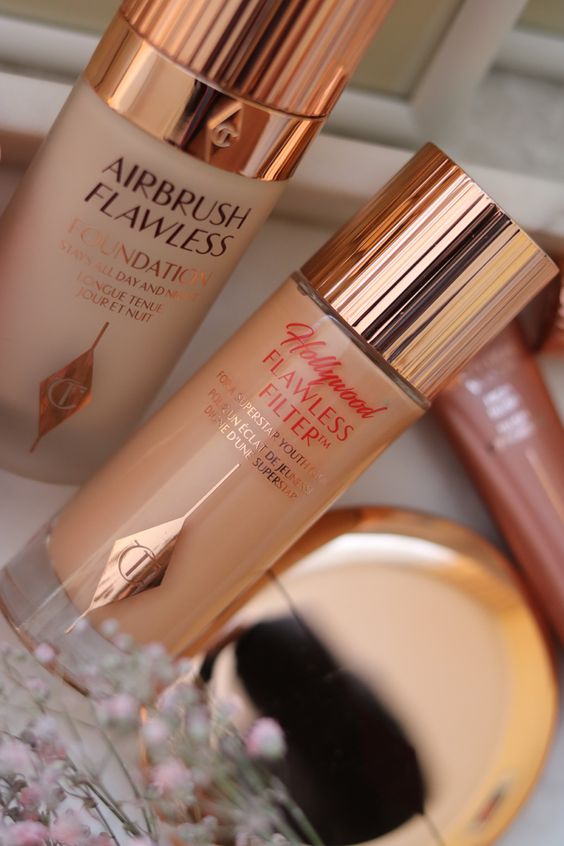 AIRBRUSH
FLAWLESS
FOUNDATION
STAYS ALL DAY AND NIGHT
LONGUE TENUE
JOUR ET NUIT
CT
Hollywood
FLAWLESS
FILTER™
FOR A SUPERSTAR YOUTH
POUR UN ÉCLAT DE JEUNESSE
DIGNE D'UNE SUPERSTAR
CT